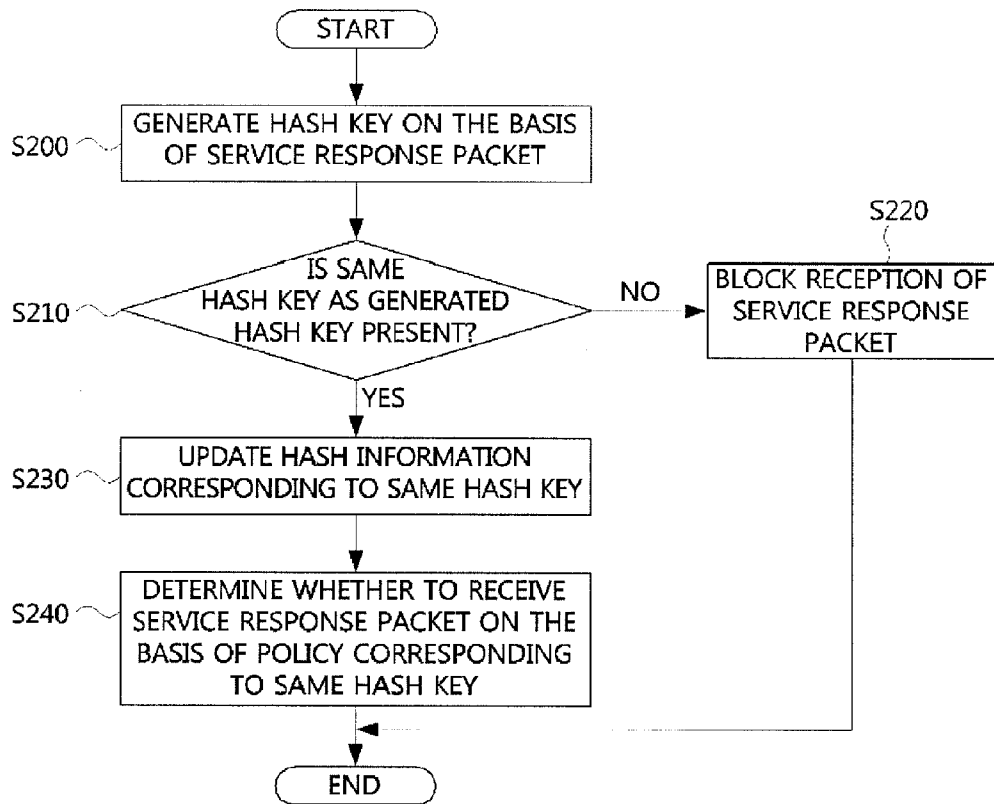 START
S200
GENERATE HASH KEY ON THE BASIS
OF SERVICE RESPONSE PACKET
S210
IS SAME
HASH KEY AS GENERATED
HASH KEY PRESENT?
NO
S220
BLOCK RECEPTION OF
SERVICE RESPONSE
PACKET
YES
S230
UPDATE HASH INFORMATION
CORRESPONDING TO SAME HASH KEY
S240
DETERMINE WHETHER TO RECEIVE
SERVICE RESPONSE PACKET ON THE
BASIS OF POLICY CORRESPONDING
TO SAME HASH KEY
END